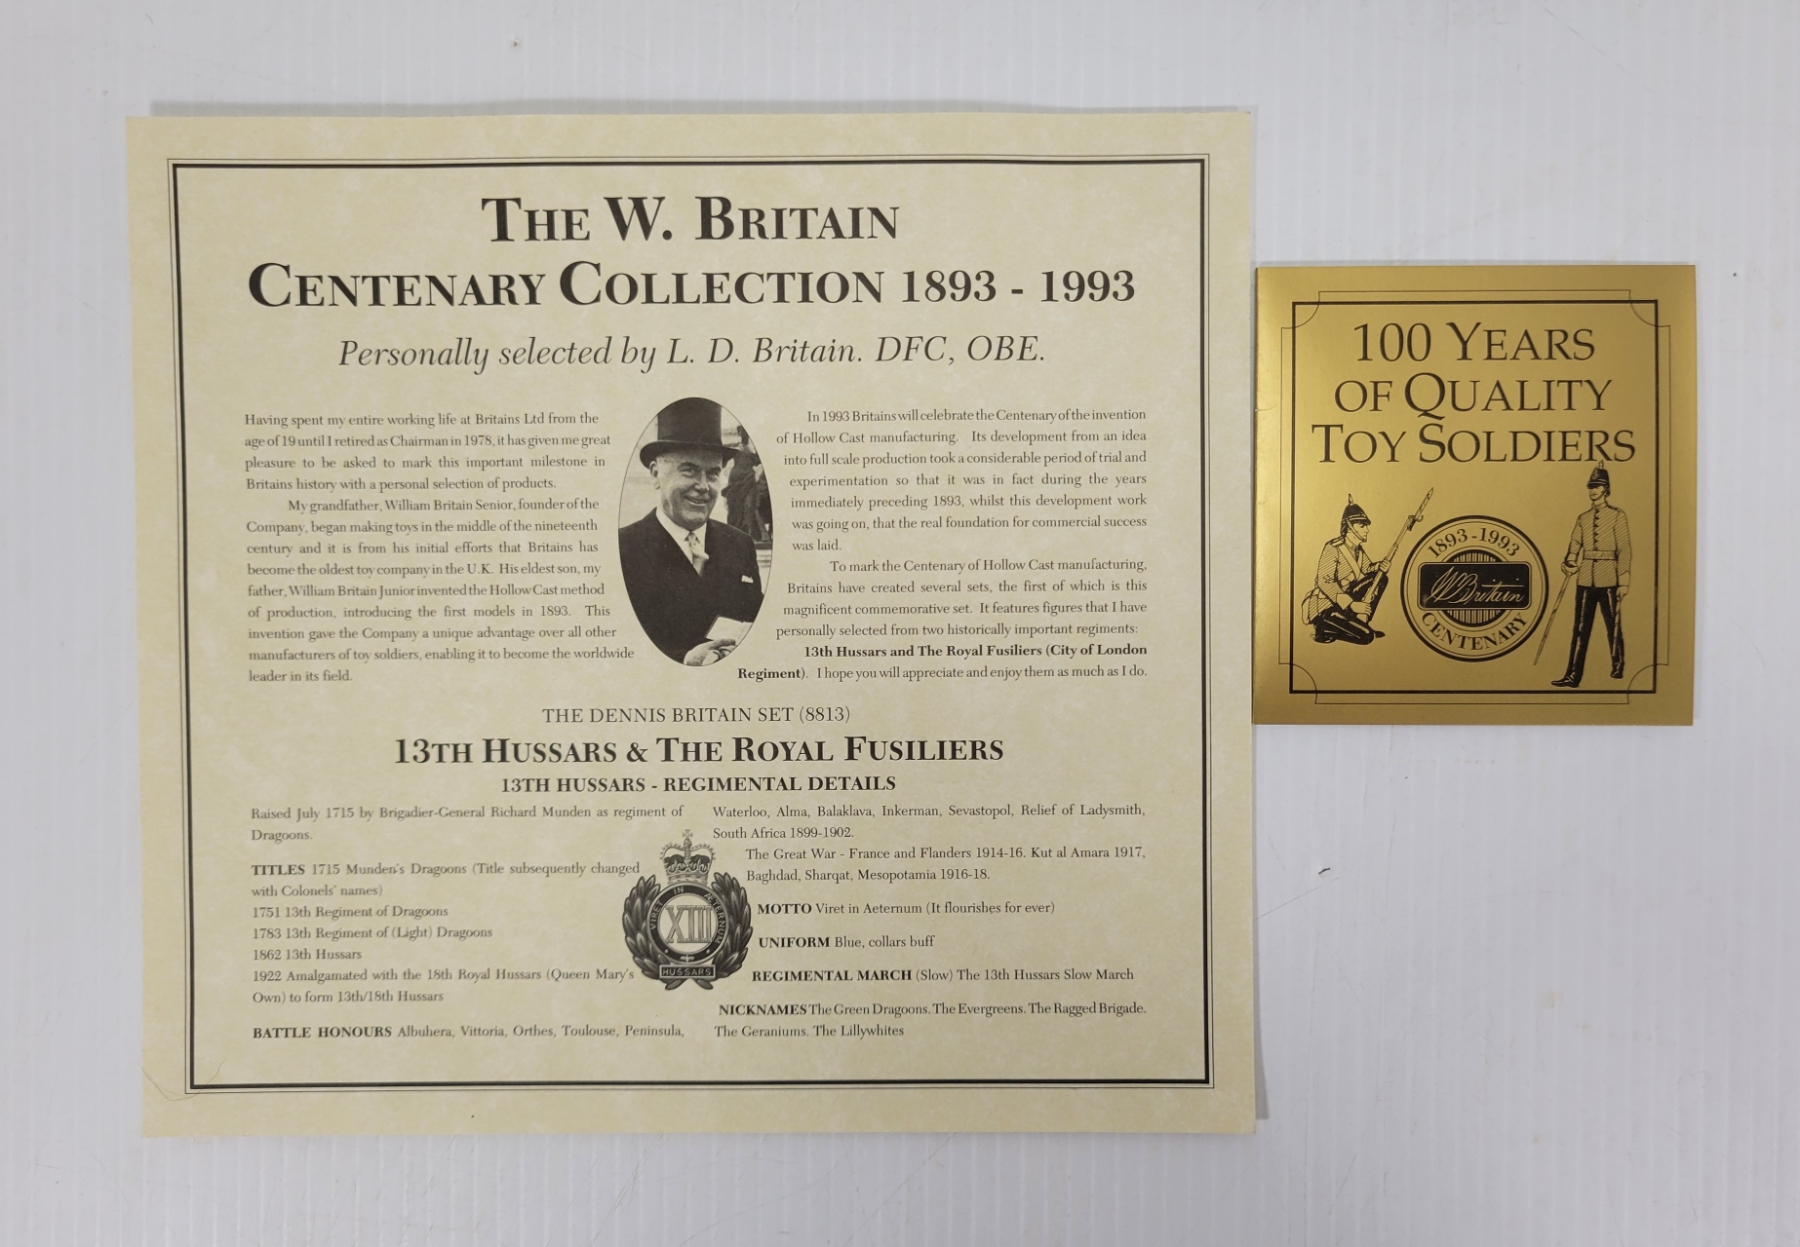 THE W. BRITAIN
CENTENARY COLLECTION 1893 - 1993
Personally selected by L. D. Britain. DFC, OBE.
Having spent my entire working life at Britains Ltd from the
age of 19 until I retired as Chairman in 1978, it has given me great
pleasure to be asked to mark this important milestone in
Britains history with a personal selection of products.
My grandfather, William Britain Senior, founder of the
Company, began making toys in the middle of the nineteenth
century and it is from his initial efforts that Britains has
become the oldest toy company in the U.K. His eldest son, my
father, William Britain Junior invented the Hollow Cast method
of production, introducing the first models in 1893. This
invention gave the Company a unique advantage over all other
manufacturers of toy soldiers, enabling it to become the worldwide
leader in its field.
In 1993 Britains will celebrate the Centenary of the invention
of Hollow Cast manufacturing. Its development from an idea
into full scale production took a considerable period of trial and
experimentation so that it was in fact during the years
immediately preceding 1893, whilst this development work
was going on, that the real foundation for commercial success
was laid.
To mark the Centenary of Hollow Cast manufacturing,
Britains have created several sets, the first of which is this
magnificent commemorative set. It features figures that I have
personally selected from two historically important regiments:
13th Hussars and The Royal Fusiliers (City of London
Regiment). I hope you will appreciate and enjoy them as much as I do.
THE DENNIS BRITAIN SET (8813)
13TH HUSSARS & THE ROYAL FUSILIERS
13TH HUSSARS - REGIMENTAL DETAILS
Raised July 1715 by Brigadier-General Richard Munden as regiment of
Dragoons.
TITLES 1715 Munden's Dragoons (Title subsequently changed
with Colonels' names)
1751 13th Regiment of Dragoons
1783 13th Regiment of (Light) Dragoons
1862 13th Hussars
1922 Amalgamated with the 18th Royal Hussars (Queen Mary's
Own) to form 13th/18th Hussars
BATTLE HONOURS Albuhera, Vittoria, Orthes, Toulouse, Peninsula,
VIRET IN AETERNUM
XIII
HUSSARS
Waterloo, Alma, Balaklava, Inkerman, Sevastopol, Relief of Ladysmith,
South Africa 1899-1902.
The Great War - France and Flanders 1914-16. Kut al Amara 1917,
Baghdad, Sharqat, Mesopotamia 1916-18.
MOTTO Viret in Aeternum (It flourishes for ever)
UNIFORM Blue, collars buff
REGIMENTAL MARCH (Slow) The 13th Hussars Slow March
NICKNAMES The Green Dragoons. The Evergreens. The Ragged Brigade.
The Geraniums. The Lillywhites
100 YEARS
OF QUALITY
TOY SOLDIERS
1893-1993
W Britain
CENTENARY